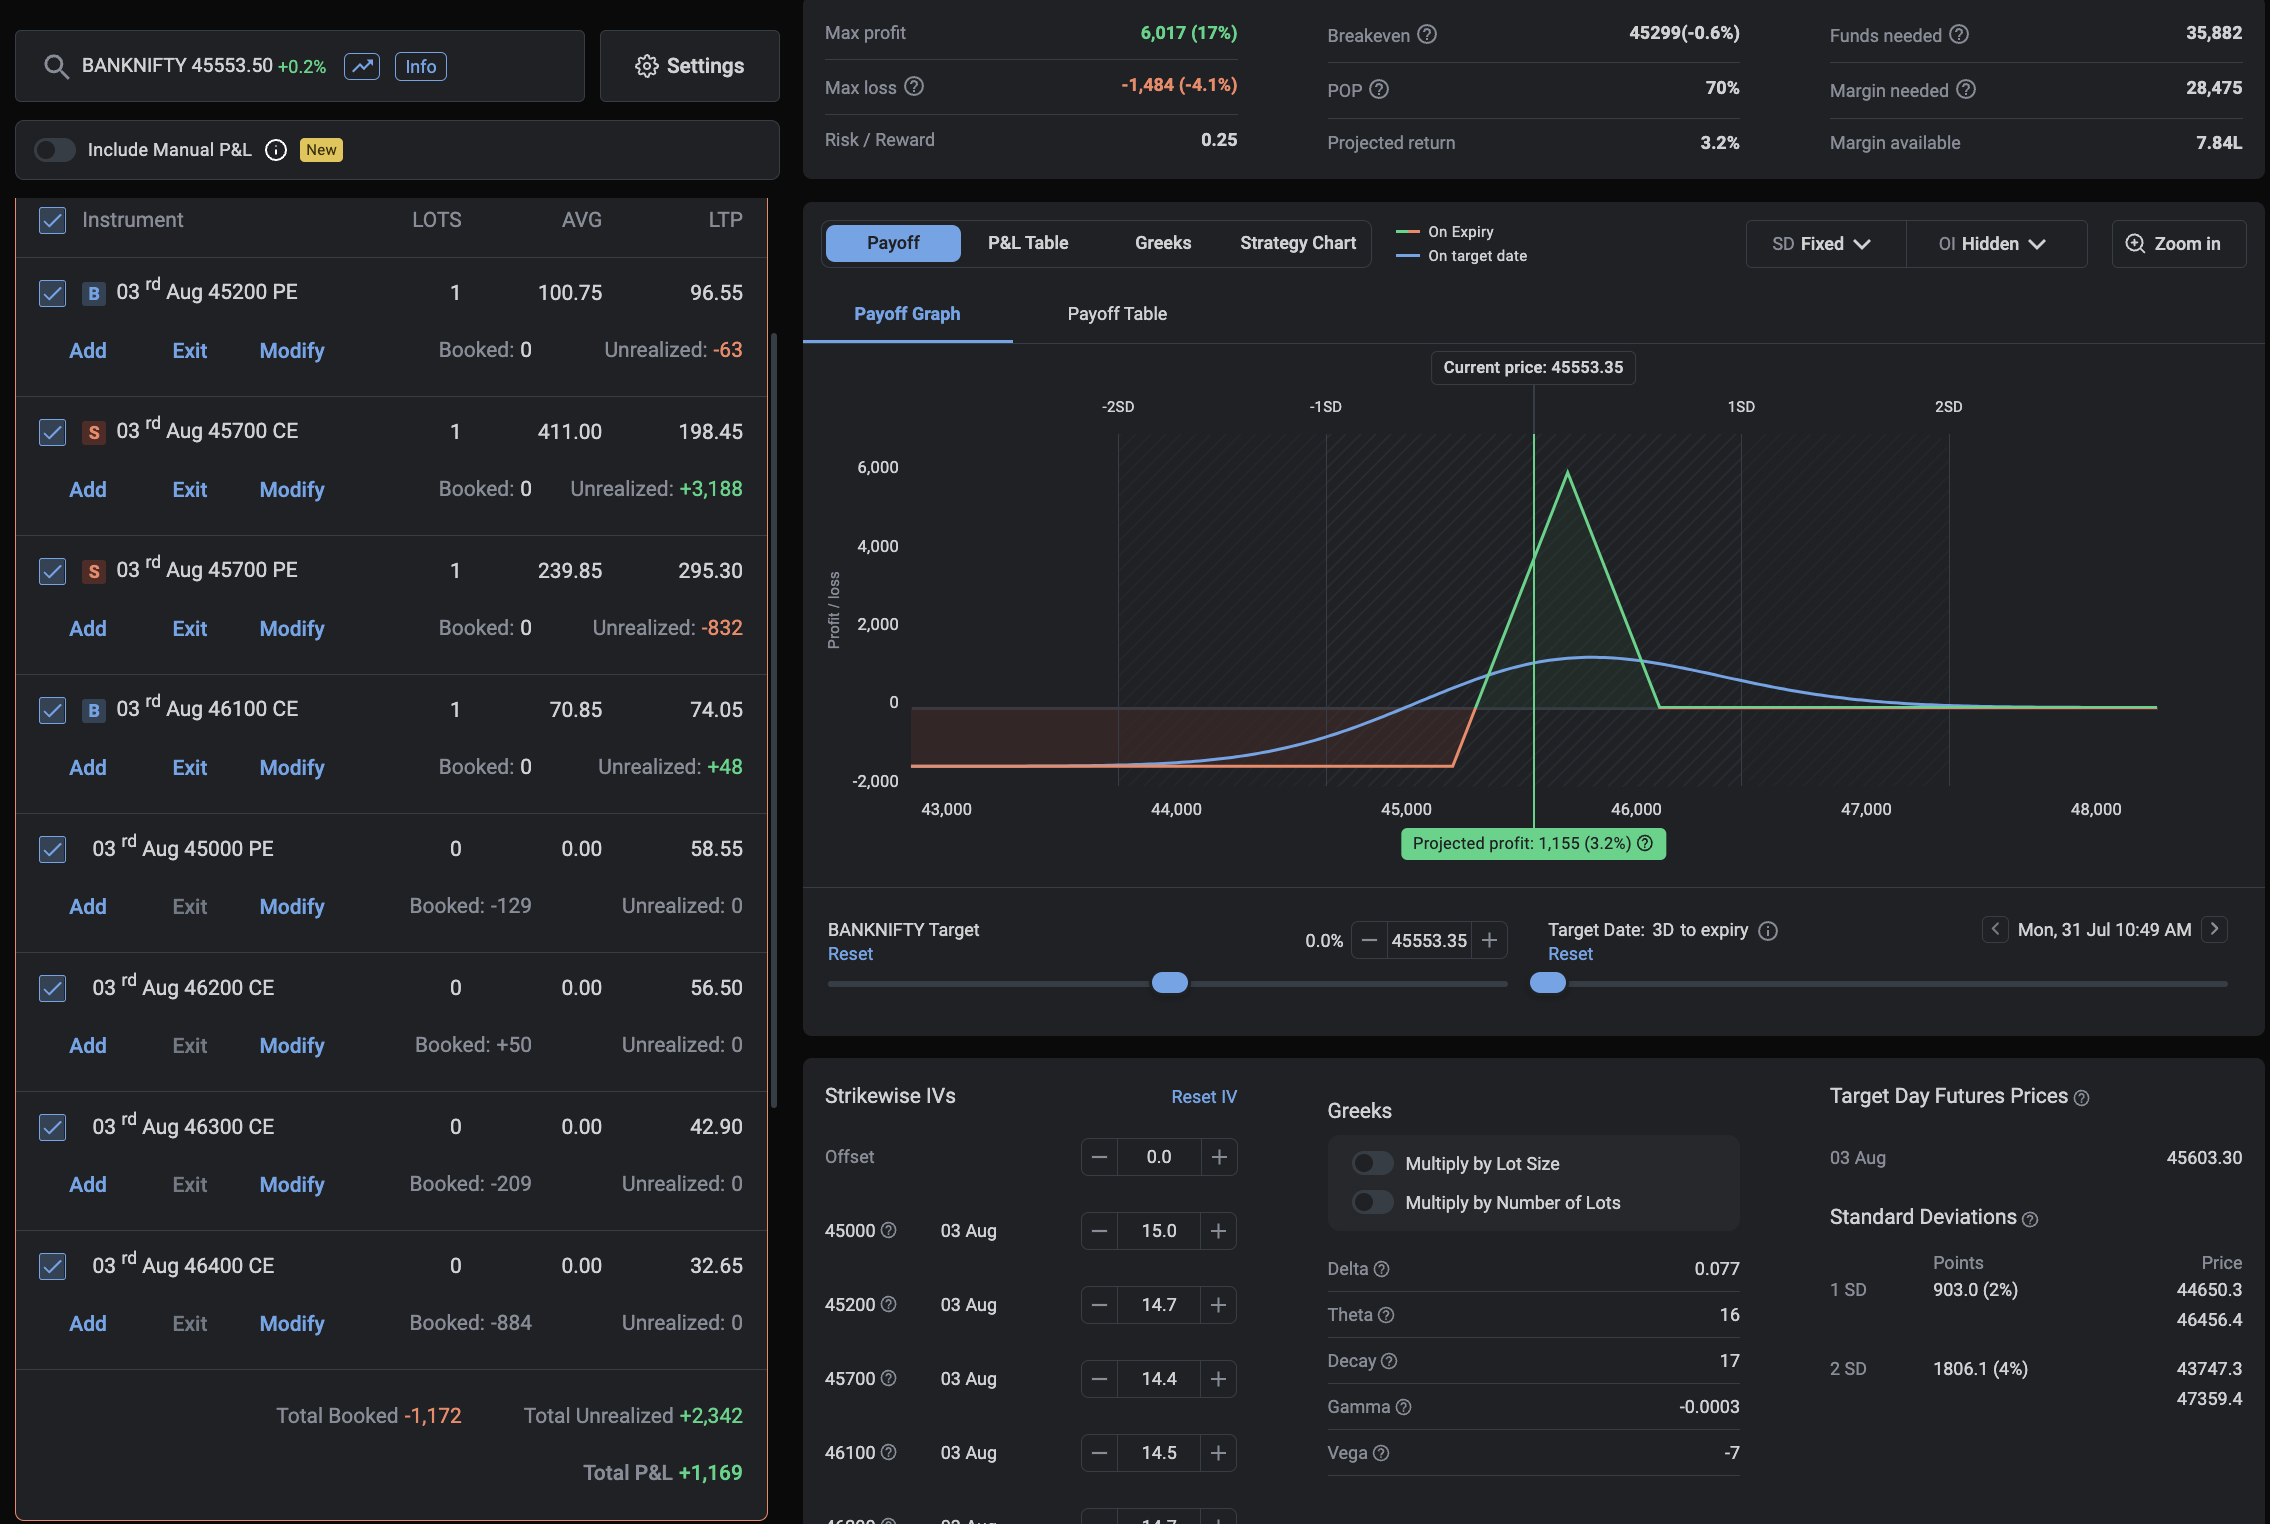 BANKNIFTY 45553.50 +0.2% Info
Settings
Include Manual P&L New
Instrument LOTS AVG LTP
B 03 rd Aug 45200 PE 1 100.75 96.55
Add Exit Modify Booked: 0 Unrealized: -63
S 03 rd Aug 45700 CE 1 411.00 198.45
Add Exit Modify Booked: 0 Unrealized: +3,188
S 03 rd Aug 45700 PE 1 239.85 295.30
Add Exit Modify Booked: 0 Unrealized: -832
B 03 rd Aug 46100 CE 1 70.85 74.05
Add Exit Modify Booked: 0 Unrealized: +48
03 rd Aug 45000 PE 0 0.00 58.55
Add Exit Modify Booked: -129 Unrealized: 0
03 rd Aug 46200 CE 0 0.00 56.50
Add Exit Modify Booked: +50 Unrealized: 0
03 rd Aug 46300 CE 0 0.00 42.90
Add Exit Modify Booked: -209 Unrealized: 0
03 rd Aug 46400 CE 0 0.00 32.65
Add Exit Modify Booked: -884 Unrealized: 0
Total Booked -1,172 Total Unrealized +2,342
Total P&L +1,169
Max profit 6,017 (17%)
Max loss -1,484 (-4.1%)
Risk / Reward 0.25
Breakeven 45299(-0.6%)
POP 70%
Projected return 3.2%
Funds needed 35,882
Margin needed 28,475
Margin available 7.84L
Payoff P&L Table Greeks Strategy Chart
On Expiry
On target date
SD Fixed OI Hidden Zoom in
Payoff Graph Payoff Table
Current price: 45553.35
-2SD -1SD 1SD 2SD
Profit / loss
6,000
4,000
2,000
0
-2,000
43,000 44,000 45,000 46,000 47,000 48,000
Projected profit: 1,155 (3.2%)
BANKNIFTY Target 0.0% 45553.35
Reset
Target Date: 3D to expiry Mon, 31 Jul 10:49 AM
Reset
Strikewise IVs Reset IV
Offset 0.0
45000 03 Aug 15.0
45200 03 Aug 14.7
45700 03 Aug 14.4
46100 03 Aug 14.5
Greeks
Multiply by Lot Size
Multiply by Number of Lots
Delta 0.077
Theta 16
Decay 17
Gamma -0.0003
Vega -7
Target Day Futures Prices
03 Aug 45603.30
Standard Deviations
Points Price
1 SD 903.0 (2%) 44650.3
46456.4
2 SD 1806.1 (4%) 43747.3
47359.4